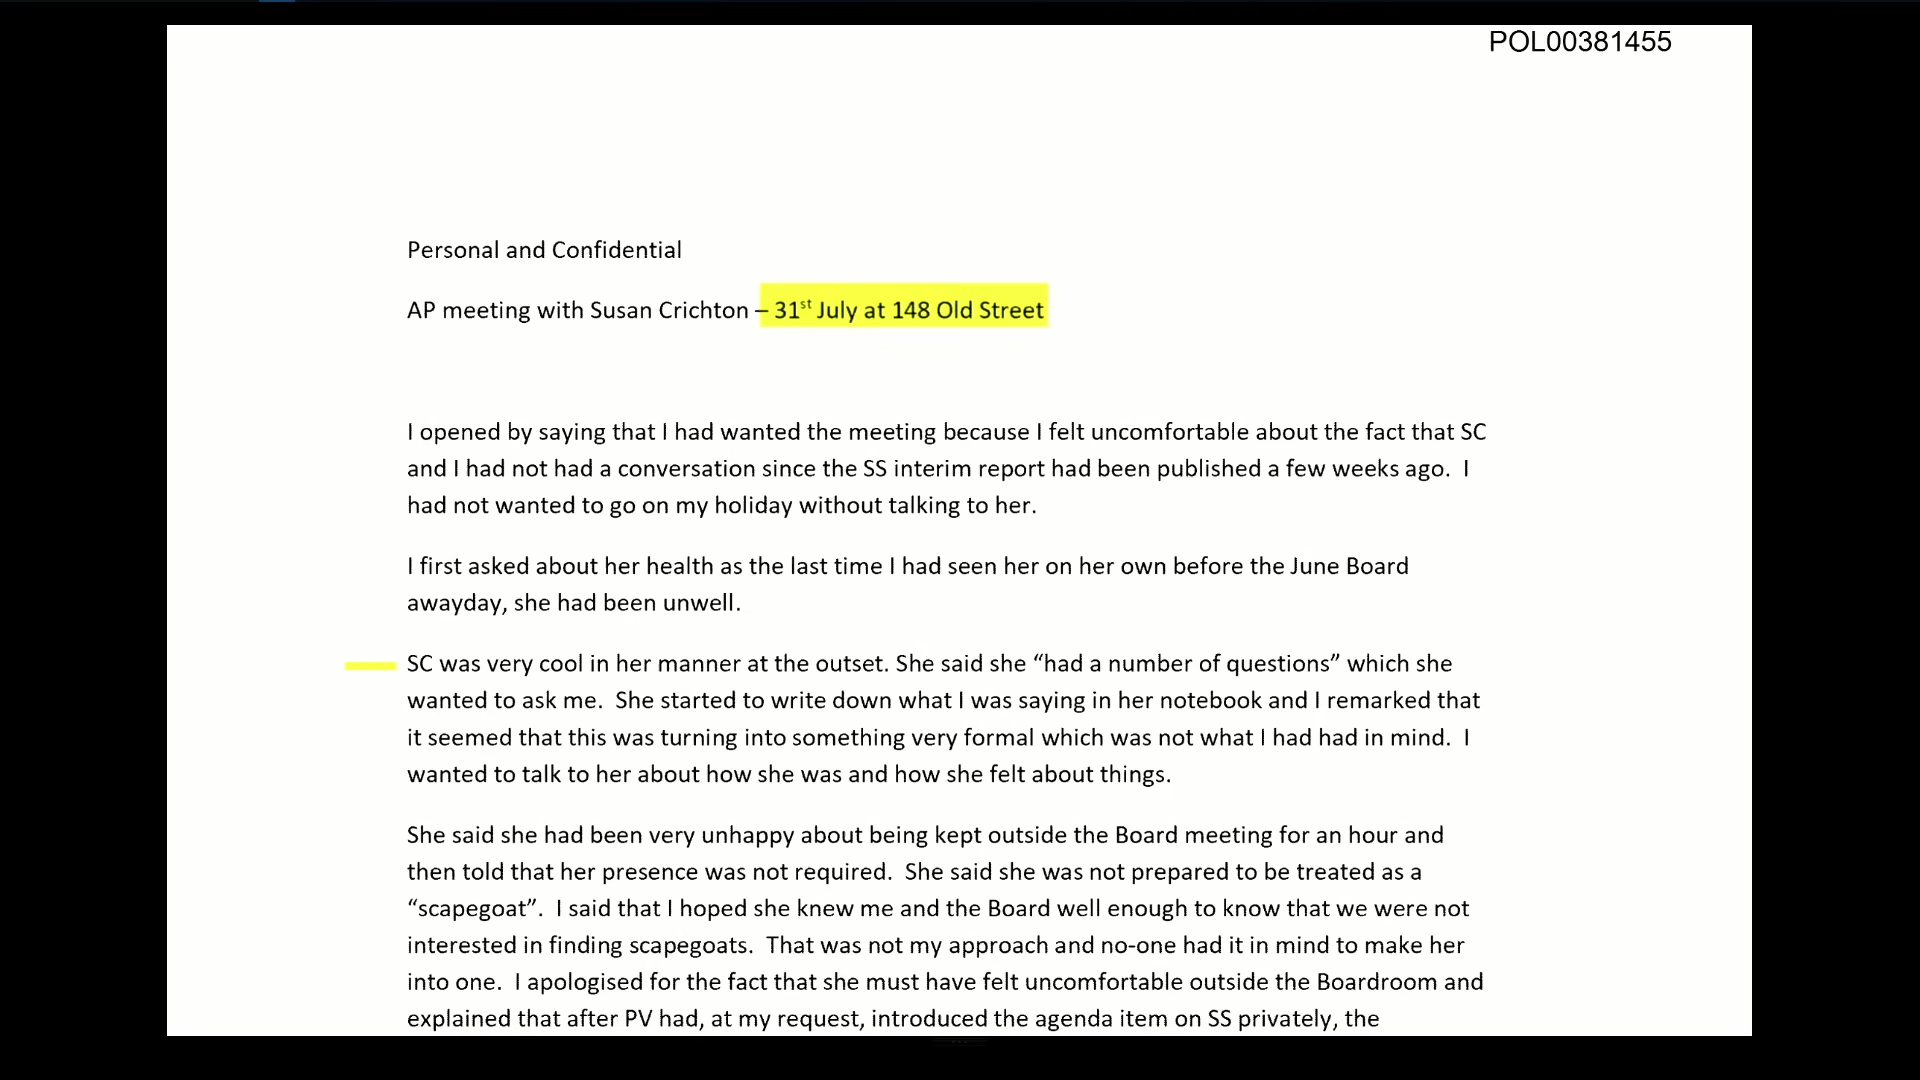 POL00381455
Personal and Confidential
AP meeting with Susan Crichton – 31st July at 148 Old Street
I opened by saying that I had wanted the meeting because I felt uncomfortable about the fact that SC
and I had not had a conversation since the SS interim report had been published a few weeks ago.  I
had not wanted to go on my holiday without talking to her.
I first asked about her health as the last time I had seen her on her own before the June Board
awayday, she had been unwell.
SC was very cool in her manner at the outset. She said she “had a number of questions” which she
wanted to ask me.  She started to write down what I was saying in her notebook and I remarked that
it seemed that this was turning into something very formal which was not what I had had in mind.  I
wanted to talk to her about how she was and how she felt about things.
She said she had been very unhappy about being kept outside the Board meeting for an hour and
then told that her presence was not required.  She said she was not prepared to be treated as a
“scapegoat”.  I said that I hoped she knew me and the Board well enough to know that we were not
interested in finding scapegoats.  That was not my approach and no-one had it in mind to make her
into one.  I apologised for the fact that she must have felt uncomfortable outside the Boardroom and
explained that after PV had, at my request, introduced the agenda item on SS privately, the